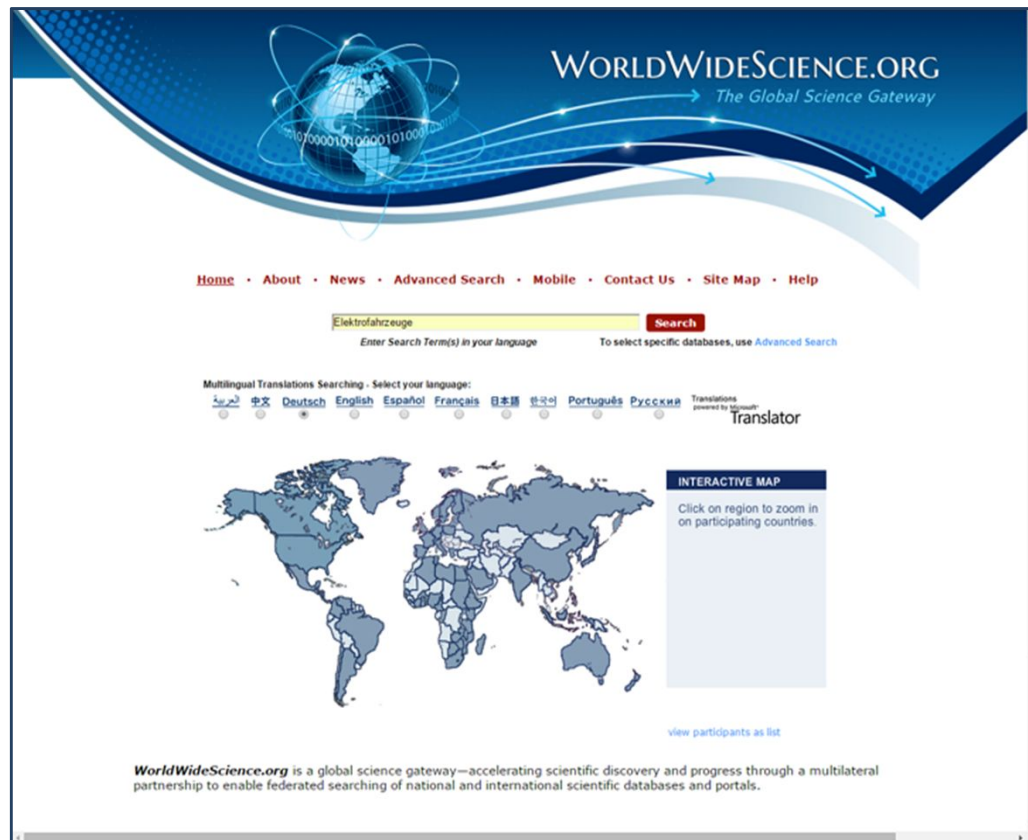 WORLDWIDESCIENCE.ORG
The Global Science Gateway
1010100001010000101000
Home · About · News · Advanced Search · Mobile · Contact Us · Site Map · Help
Elektrofahrzeuge Search
Enter Search Term(s) in your language To select specific databases, use Advanced Search
Multilingual Translations Searching - Select your language:
العربية 中文 Deutsch English Español Français 日本語 한국어 Português Русский
Translations
powered by Microsoft®
Translator
INTERACTIVE MAP
Click on region to zoom in
on participating countries.
view participants as list
WorldWideScience.org is a global science gateway—accelerating scientific discovery and progress through a multilateral
partnership to enable federated searching of national and international scientific databases and portals.